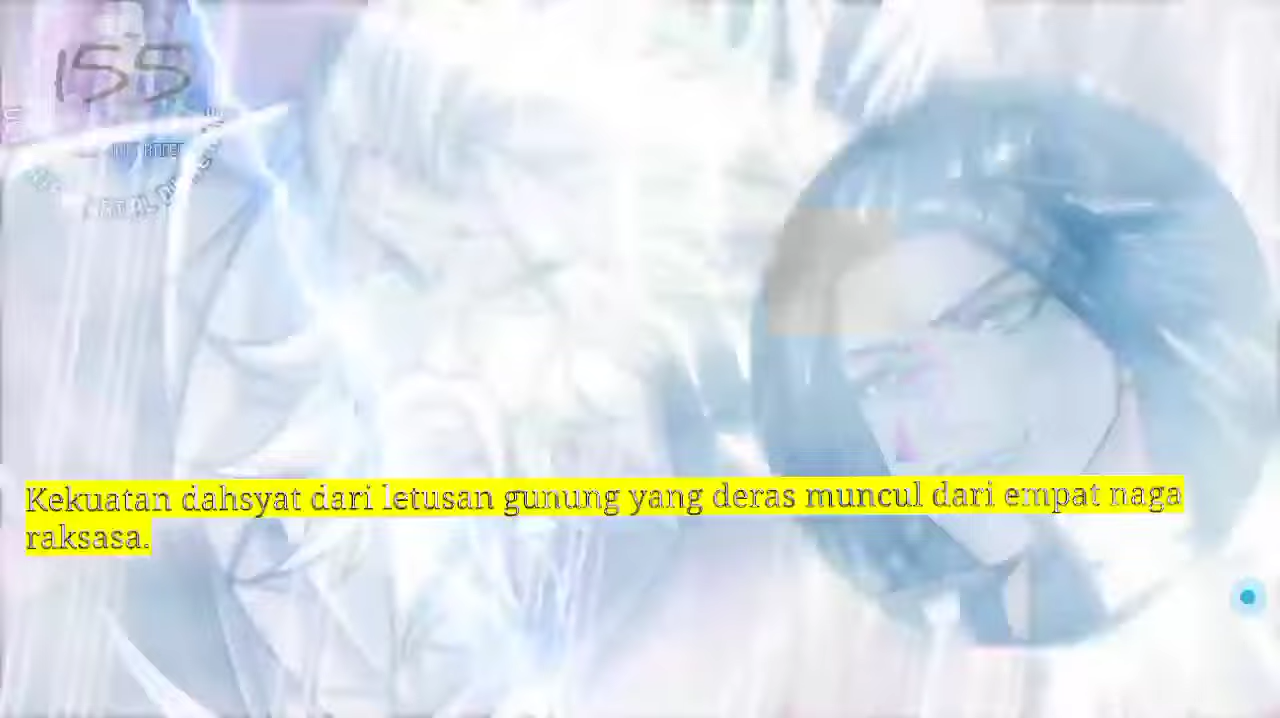 155
Kekuatan dahsyat dari letusan gunung yang deras muncul dari empat naga
raksasa.